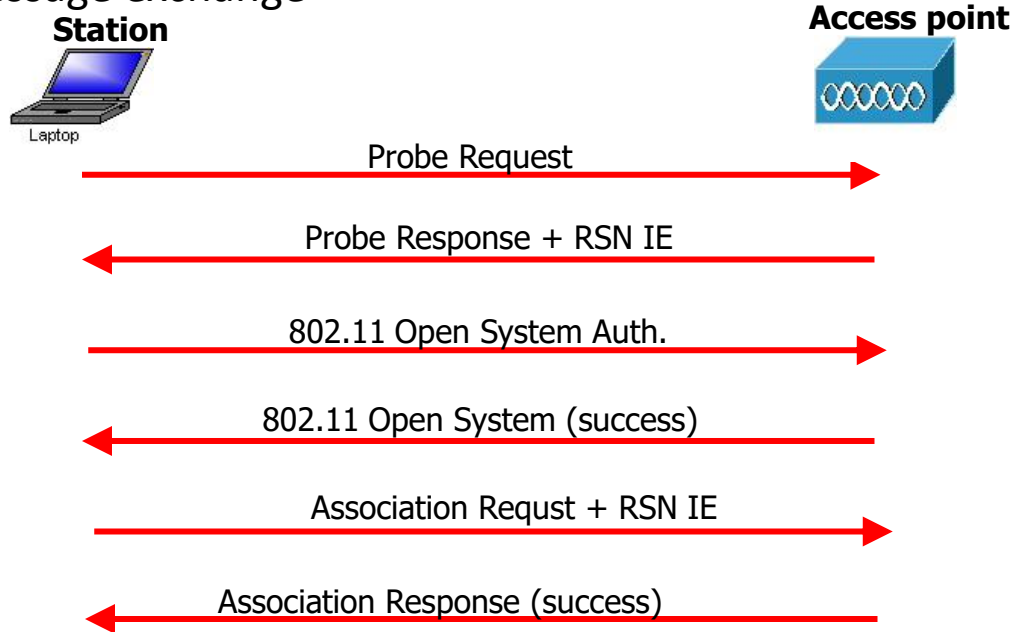 Station
Access point
Laptop
Probe Request
Probe Response + RSN IE
802.11 Open System Auth.
802.11 Open System (success)
Association Requst + RSN IE
Association Response (success)